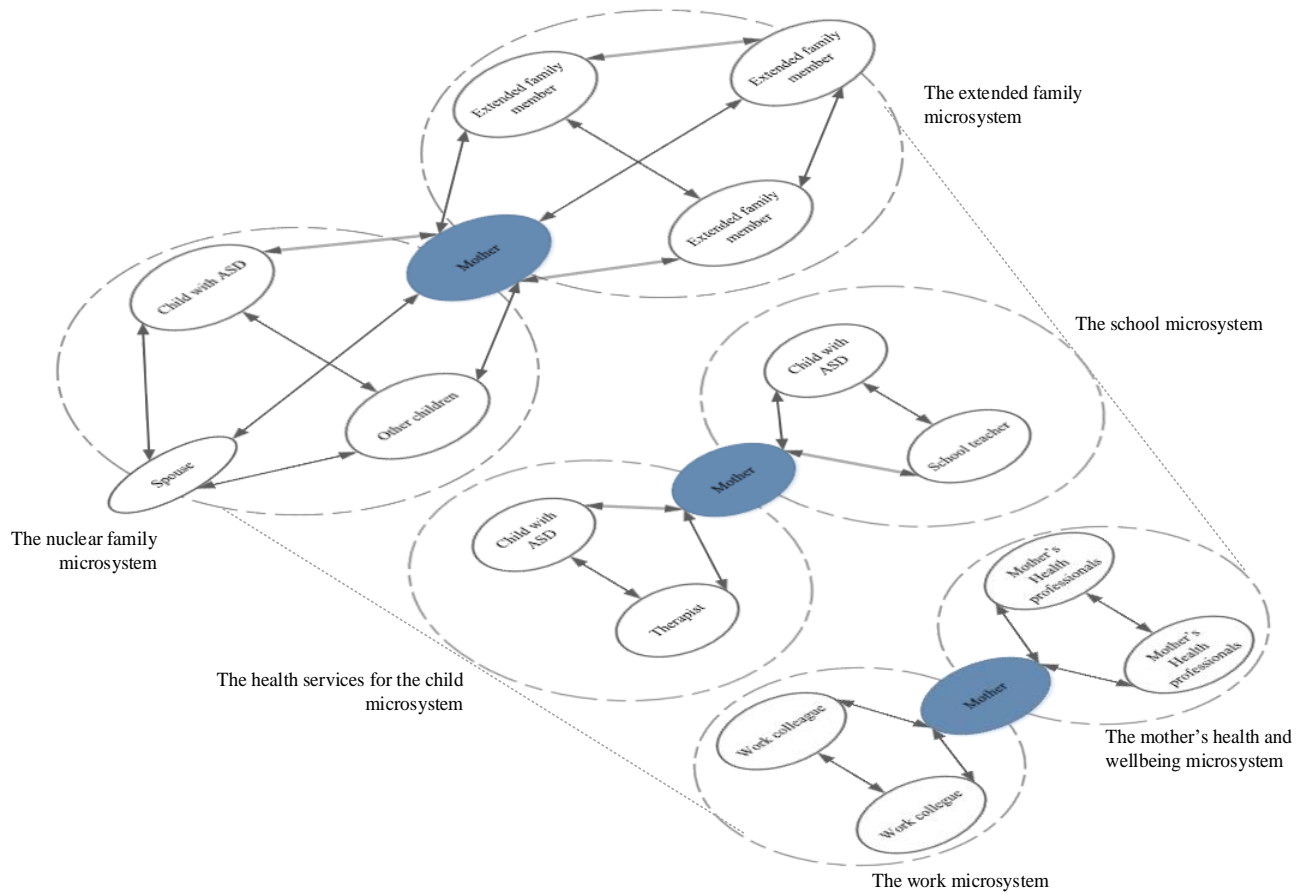 Extended family
member
Extended family
member
The extended family
microsystem
Extended family
member
Mother
Child with ASD
Other children
Spouse
The nuclear family
microsystem
The school microsystem
Child with
ASD
School teacher
Mother
Child with
ASD
Therapist
The health services for the child
microsystem
Mother's
Health
professionals
Mother's
Health
professionals
Mother
The mother's health and
wellbeing microsystem
Work colleague
Work collegue
The work microsystem